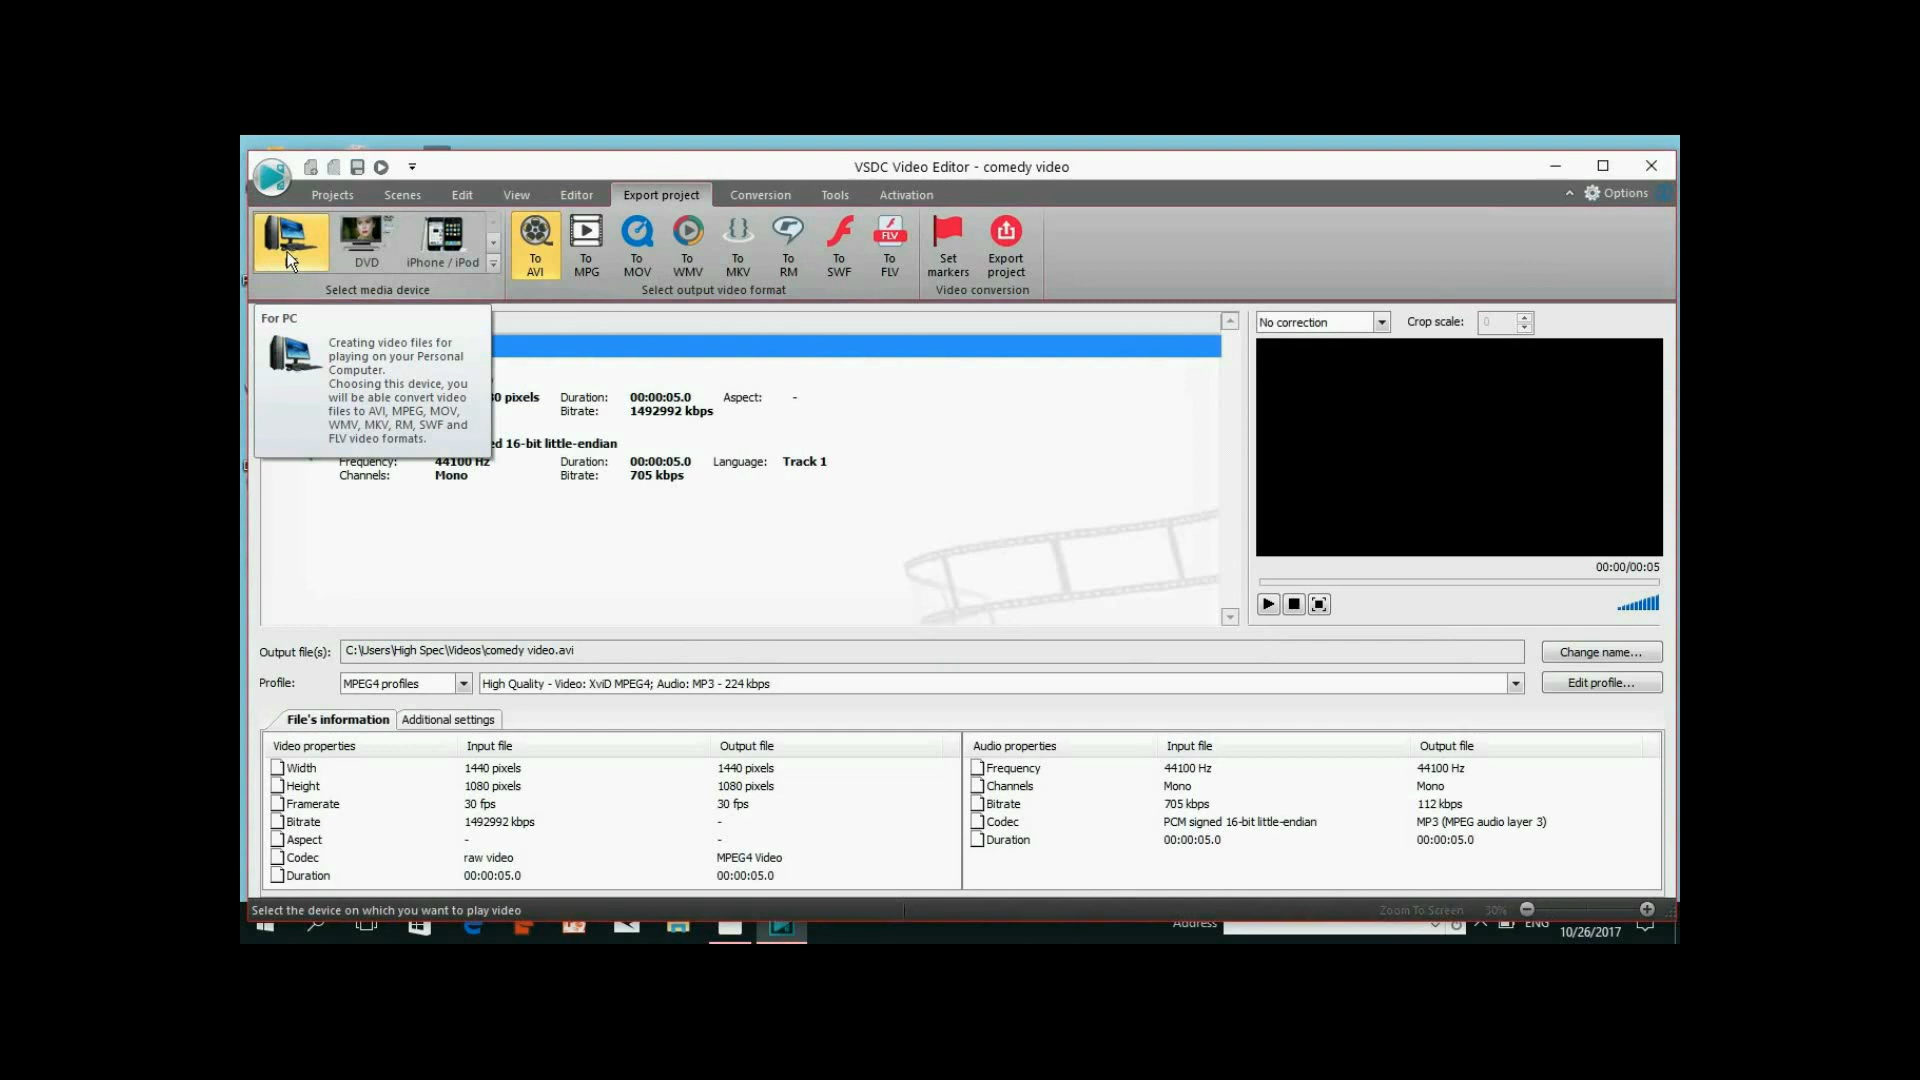 VSDC Video Editor - comedy video
Projects Scenes Edit View Editor Export project Conversion Tools Activation Options
DVD iPhone / iPod To AVI To MPG To MOV To WMV To MKV To RM To SWF To FLV Set markers Export project
Select media device Select output video format Video conversion
For PC
Creating video files for
playing on your Personal
Computer.
Choosing this device, you
will be able convert video
files to AVI, MPEG, MOV,
WMV, MKV, RM, SWF and
FLV video formats.
No correction Crop scale: 0
0 pixels Duration: 00:00:05.0 Aspect: -
Bitrate: 1492992 kbps
ed 16-bit little-endian
Frequency: 44100 Hz Duration: 00:00:05.0 Language: Track 1
Channels: Mono Bitrate: 705 kbps
00:00/00:05
Output file(s): C:\Users\High Spec\Videos\comedy video.avi Change name...
Profile: MPEG4 profiles High Quality - Video: XviD MPEG4; Audio: MP3 - 224 kbps Edit profile...
File's information Additional settings
Video properties Input file Output file Audio properties Input file Output file
Width 1440 pixels 1440 pixels Frequency 44100 Hz 44100 Hz
Height 1080 pixels 1080 pixels Channels Mono Mono
Framerate 30 fps 30 fps Bitrate 705 kbps 112 kbps
Bitrate 1492992 kbps - Codec PCM signed 16-bit little-endian MP3 (MPEG audio layer 3)
Aspect - - Duration 00:00:05.0 00:00:05.0
Codec raw video MPEG4 Video
Duration 00:00:05.0 00:00:05.0
Select the device on which you want to play video Zoom To Screen 30%
Address ENG 10/26/2017